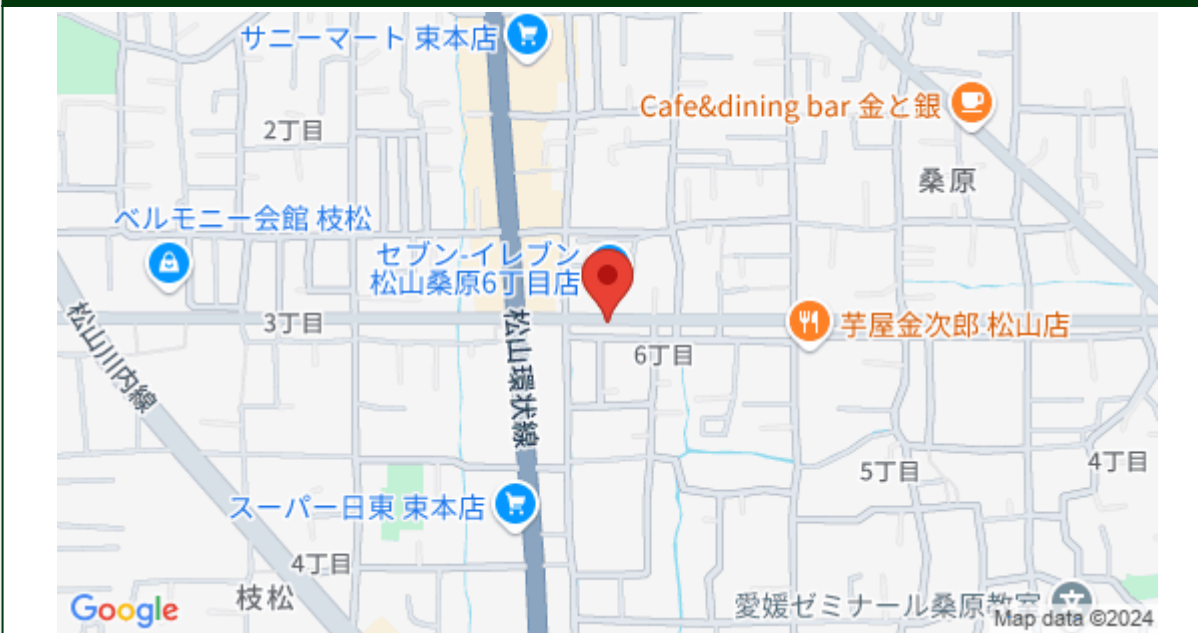 サニーマート 束本店
Cafe&dining bar 金と銀
2丁目
桑原
ベルモニー会館 枝松
セブン-イレブン
松山桑原6丁目店
3丁目
松山環状線
芋屋金次郎 松山店
6丁目
松山川内線
5丁目
4丁目
スーパー日東 束本店
4丁目
枝松
愛媛ゼミナール桑原教室
Google
Map data ©2024